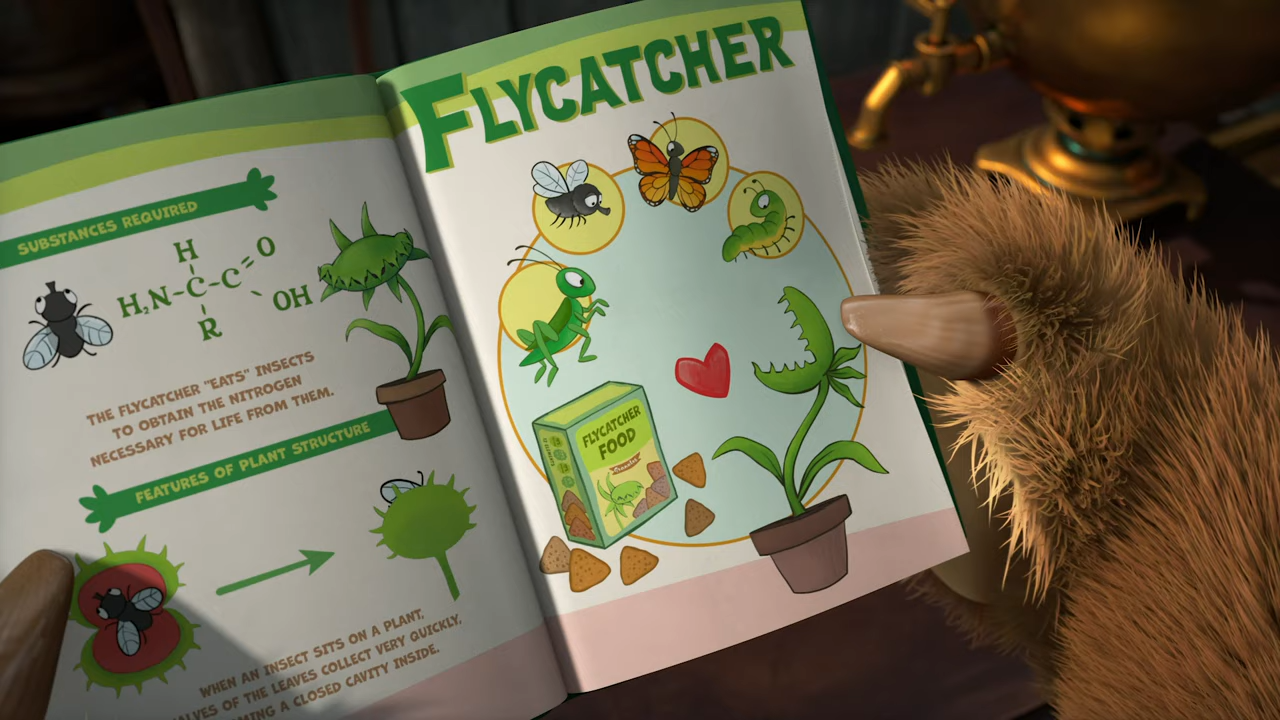 SUBSTANCES REQUIRED
H
O
H₂N-C-C
OH
R
THE FLYCATCHER "EATS" INSECTS
TO OBTAIN THE NITROGEN
NECESSARY FOR LIFE FROM THEM.
FEATURES OF PLANT STRUCTURE
WHEN AN INSECT SITS ON A PLANT,
OF THE LEAVES COLLECT VERY QUICKLY,
A CLOSED CAVITY INSIDE.
FLYCATCHER
FLYCATCHER
FOOD